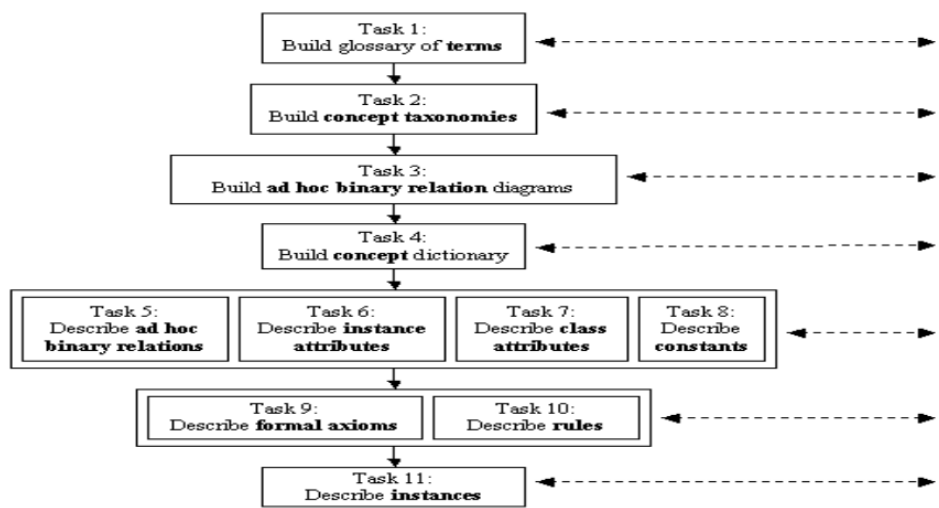 Task 1:
Build glossary of terms
Task 2:
Build concept taxonomies
Task 3:
Build ad hoc binary relation diagrams
Task 4:
Build concept dictionary
Task 5:
Describe ad hoc
binary relations
Task 6:
Describe instance
attributes
Task 7:
Describe class
attributes
Task 8:
Describe
constants
Task 9:
Describe formal axioms
Task 10:
Describe rules
Task 11:
Describe instances